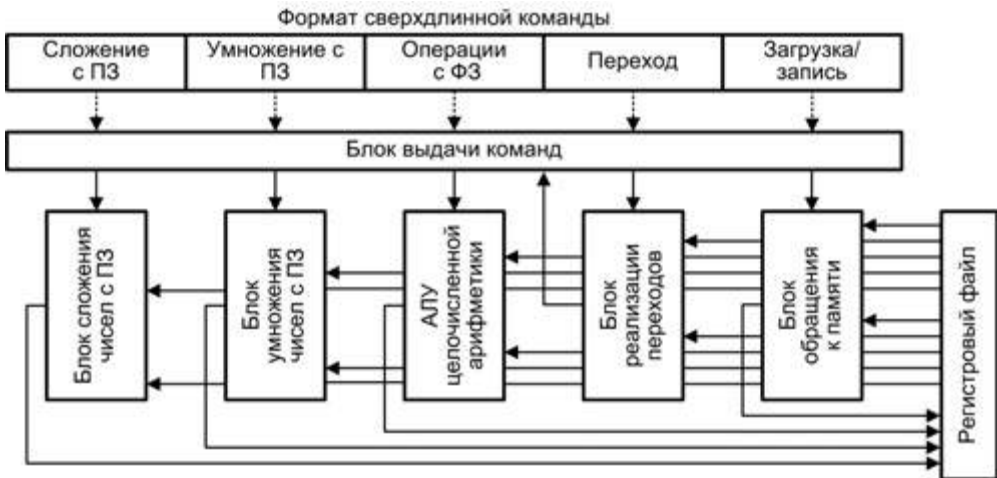 Формат сверхдлинной команды
Сложение
с ПЗ
Умножение с
ПЗ
Операции
с ФЗ
Переход
Загрузка/
запись
Блок выдачи команд
Блок сложения
чисел с ПЗ
Блок
умножения
чисел с ПЗ
АЛУ
целочисленной
арифметики
Блок
реализации
переходов
Блок
обращения
к памяти
Регистровый файл